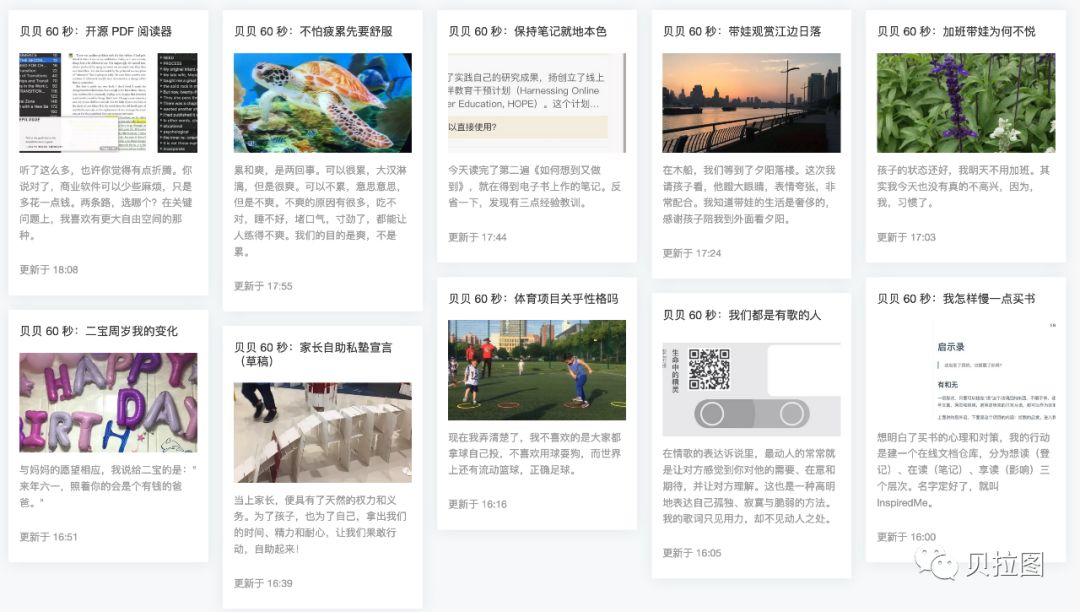 贝贝 60 秒：开源 PDF 阅读器
听了这么多，也许你觉得有点折腾。你
说对了，商业软件可以少些麻烦，只是
多花一点钱。两条路，选哪个？在关键
问题上，我喜欢有更大自由空间的那
种。
更新于 18:08
贝贝 60 秒：二宝周岁我的变化
HAPPY
BIRTHDAY
与妈妈的愿望相应，我说给二宝的是："
来年六一，照着你的会是个有钱的爸
爸。"
更新于 16:51
贝贝 60 秒：不怕疲累先要舒服
累和爽，是两回事。可以很累，大汉淋
漓，但是很爽。可以不累，意思意思，
但是不爽。不爽的原因有很多，吃不
对，睡不好，堵口气，寸劲了，都能让
人练得不爽。我们的目的是爽，不是
累。
更新于 17:55
贝贝 60 秒：家长自助私塾宣言
（草稿）
当上家长，便具有了天然的权力和义
务。为了孩子，也为了自己，拿出我们
的时间、精力和耐心，让我们果敢行
动，自助起来！
更新于 16:39
贝贝 60 秒：保持笔记就地本色
了实践自己的研究成果，扬创立了线上
教育干预计划（Harnessing Online
er Education, HOPE）。这个计划…
以直接使用？
今天读完了第二遍《如何想到又做
到》，就在得到电子书上作的笔记。反
省一下，发现有三点经验教训。
更新于 17:44
贝贝 60 秒：体育项目关乎性格吗
现在我弄清楚了，我不喜欢的是大家都
拿球自己投，不喜欢用球耍狗，而世界
上还有流动篮球，正确足球。
更新于 16:16
贝贝 60 秒：带娃观赏江边日落
在木船，我们等到了夕阳落楼。这次我
请孩子看，他瞪大眼睛，表情夸张，非
常配合。我知道带娃的生活是奢侈的，
感谢孩子陪我到外面看夕阳。
更新于 17:24
贝贝 60 秒：我们都是有歌的人
生命中的精灵
在情歌的表达诉说里，最动人的常常就
是让对方感觉到你对他的需要、在意和
期待，并让对方理解。这也是一种高明
地表达自己孤独、寂寞与脆弱的方法。
我的歌词只见用力，却不见动人之处。
更新于 16:05
贝贝 60 秒：加班带娃为何不悦
孩子的状态还好，我明天不用加班。其
实我今天也没有真的不高兴，因为，
我，习惯了。
更新于 17:03
贝贝 60 秒：我怎样慢一点买书
启示录
有和无
想明白了买书的心理和对策，我的行动
是建一个在线文档仓库，分为想读（登
记）、在读（笔记）、享读（影响）三
个层次。名字定好了，就叫
InspiredMe。
更新于 16:00
贝拉图